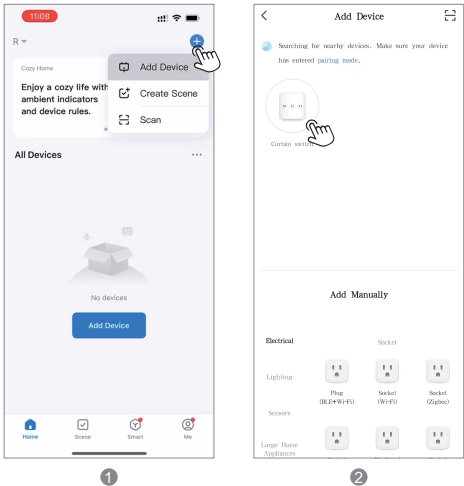 11:08
R
Add Device
Create Scene
Scan
Cozy Home
Enjoy a cozy life with
ambient indicators
and device rules.
All Devices
No devices
Add Device
Home
Scene
Smart
Me
1
Add Device
Searching for nearby devices. Make sure your device
has entered pairing mode.
Curtain switch
Add Manually
Electrical
Socket
Lighting
Plug
(BLE+Wi-Fi)
Socket
(Wi-Fi)
Socket
(Zigbee)
Sensors
Large Home
Appliances
2